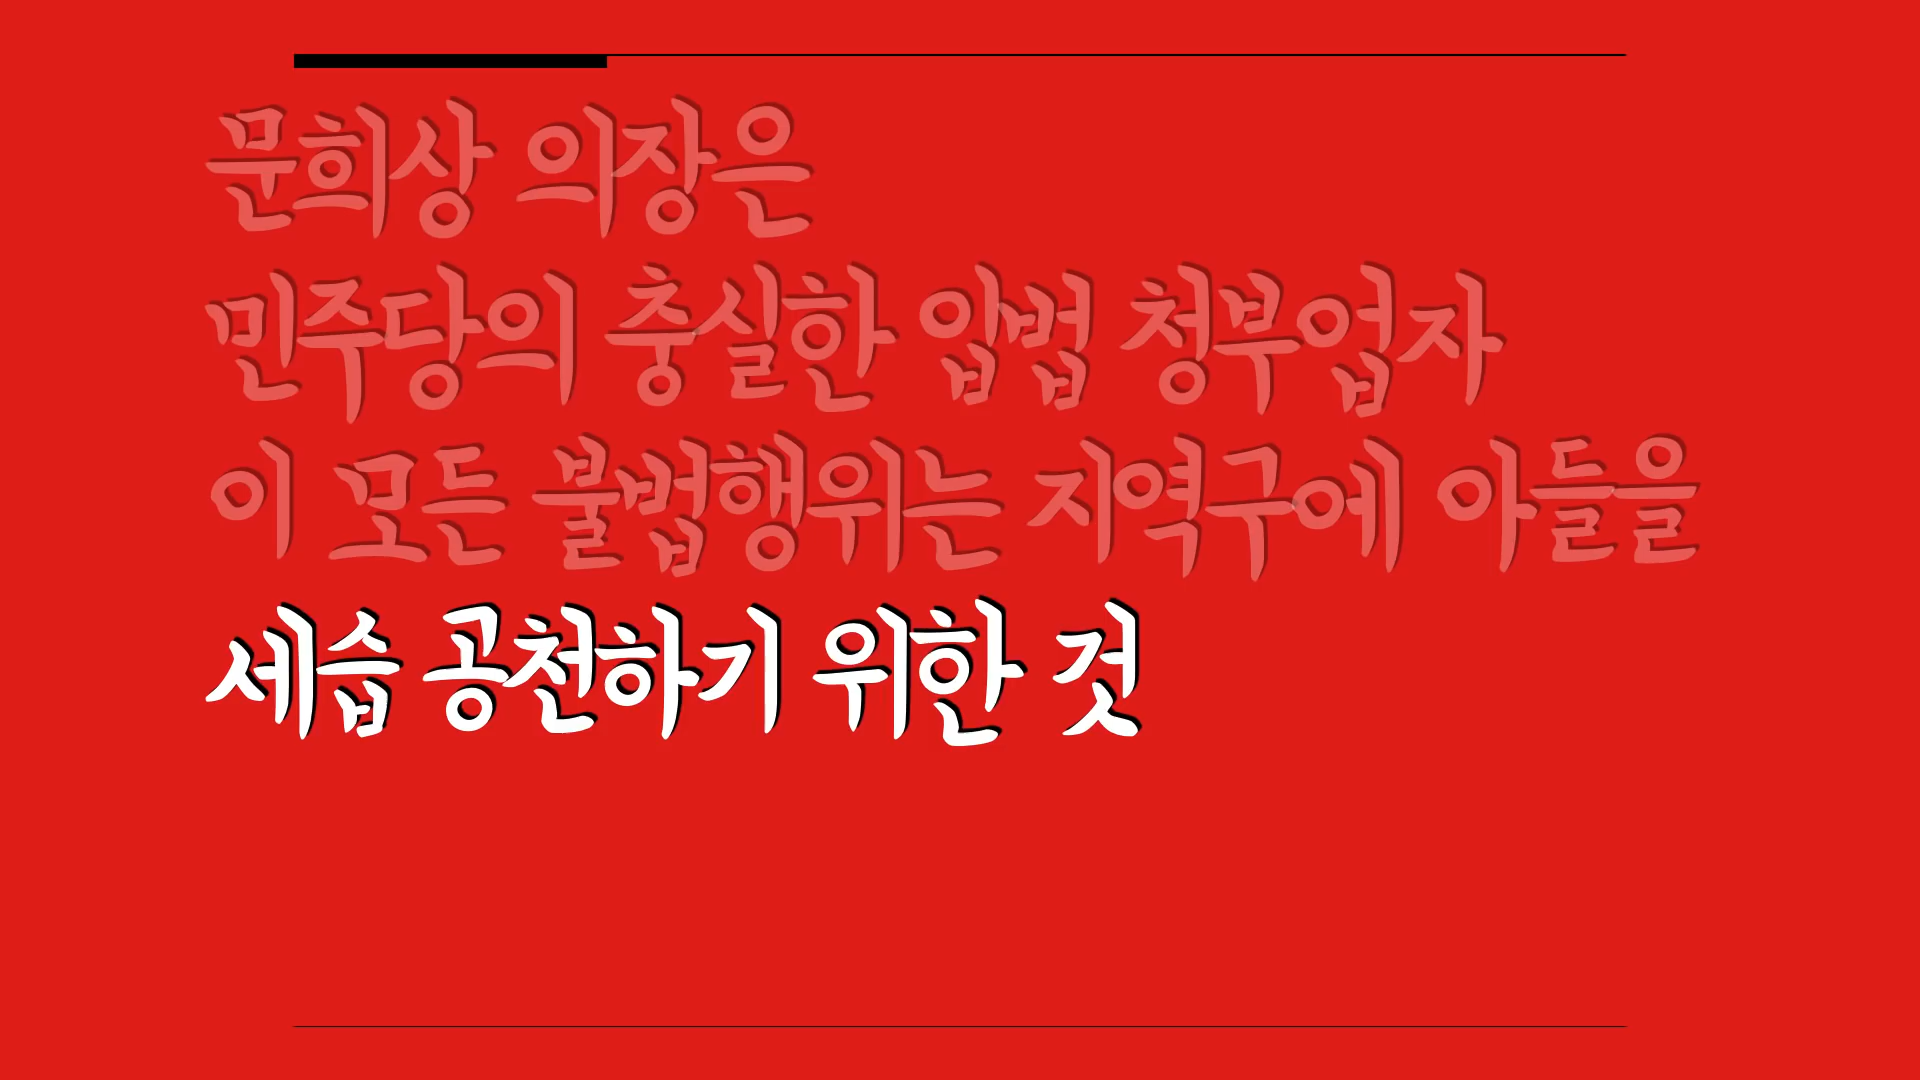 문희상 의장은
민주당의 충실한 입법 청부업자
이 모든 불법행위는 지역구에 아들을
세습 공천하기 위한 것